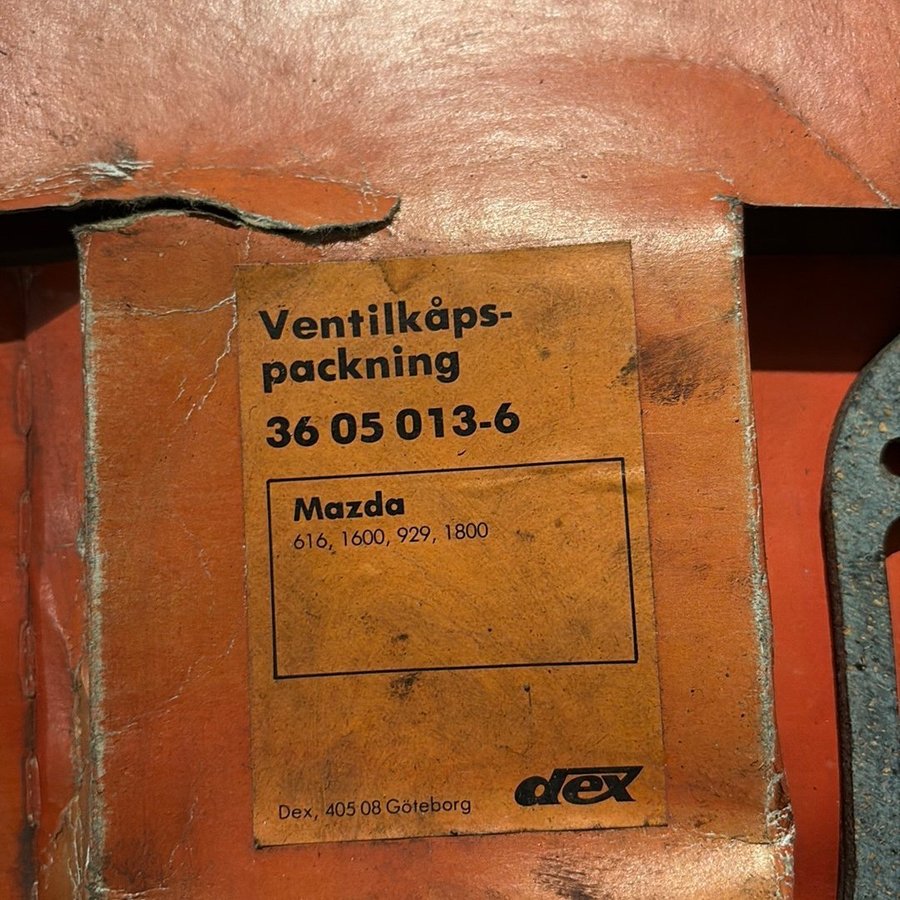 Ventilkåps-
packning
36 05 013-6
Mazda
616, 1600, 929, 1800
Dex, 405 08 Göteborg
dex